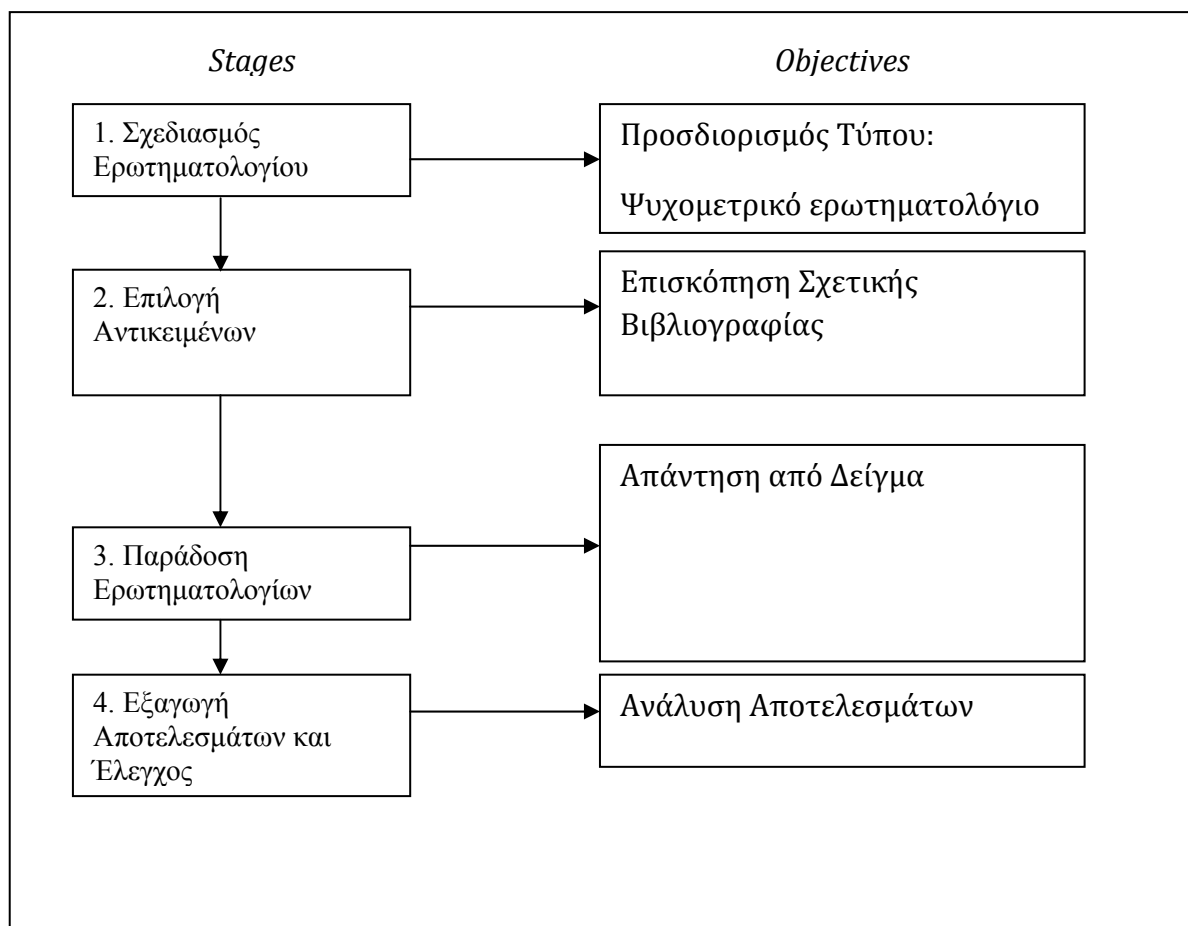 Stages
Objectives
1. Σχεδιασμός
Ερωτηματολογίου
Προσδιορισμός Τύπου:
Ψυχομετρικό ερωτηματολόγιο
2. Επιλογή
Αντικειμένων
Επισκόπηση Σχετικής
Βιβλιογραφίας
3. Παράδοση
Ερωτηματολογίων
Απάντηση από Δείγμα
4. Εξαγωγή
Αποτελεσμάτων και
Έλεγχος
Ανάλυση Αποτελεσμάτων